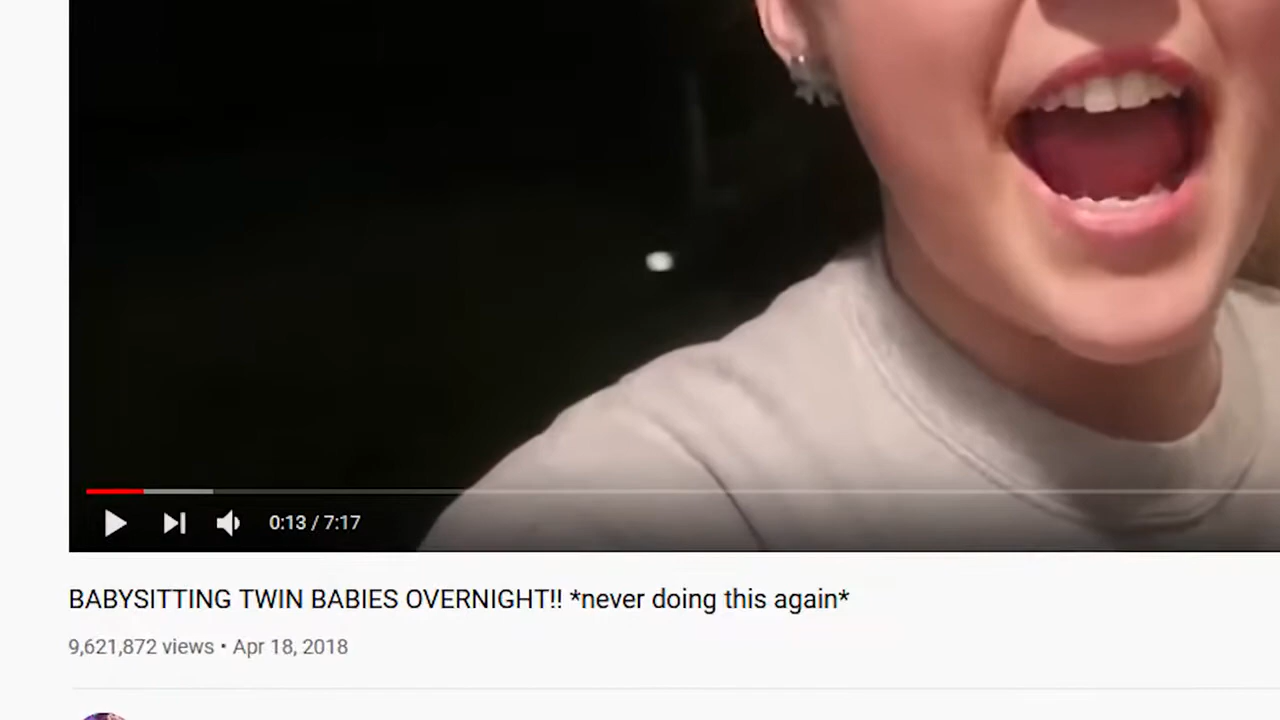 0:13 / 7:17
BABYSITTING TWIN BABIES OVERNIGHT!! *never doing this again*
9,621,872 views • Apr 18, 2018